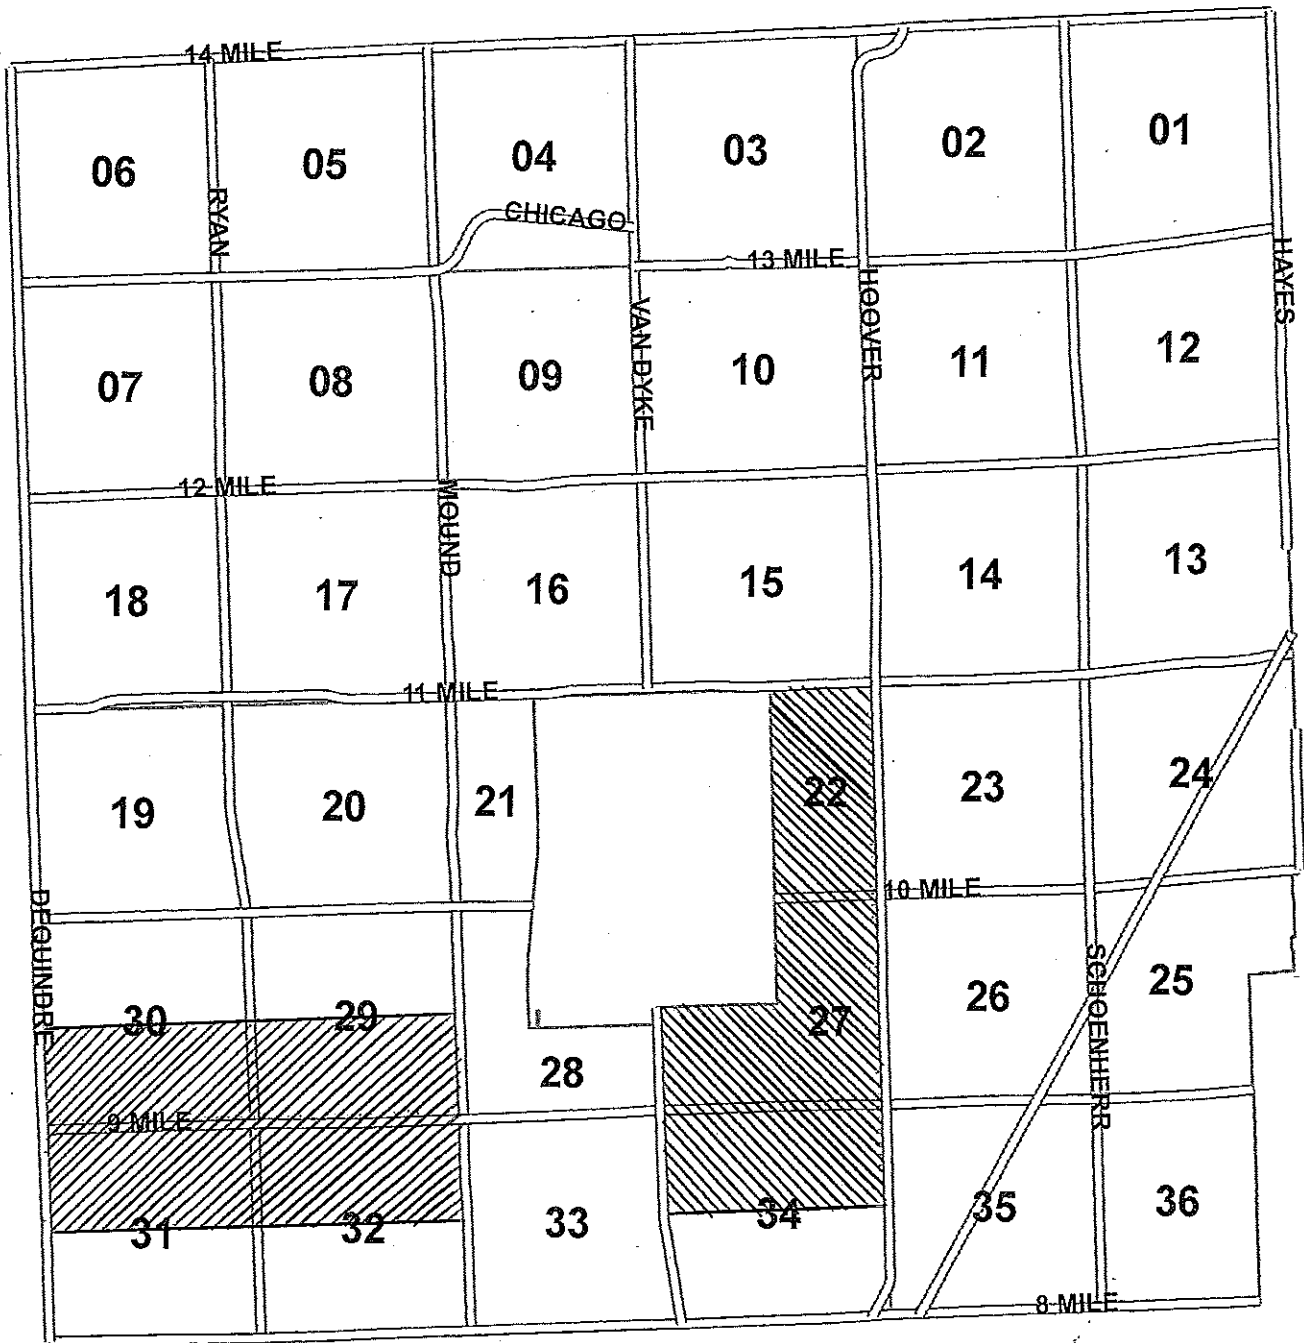 14 MILE
06
05
04
03
02
01
RYAN
CHICAGO
13 MILE
HAYES
HOOVER
VAN DYKE
07
08
09
10
11
12
12 MILE
MOUND
18
17
16
15
14
13
11 MILE
19
20
21
22
23
24
10 MILE
DEQUINDRE
SCHOENHERR
30
29
28
27
26
25
9 MILE
31
32
33
34
35
36
8 MILE